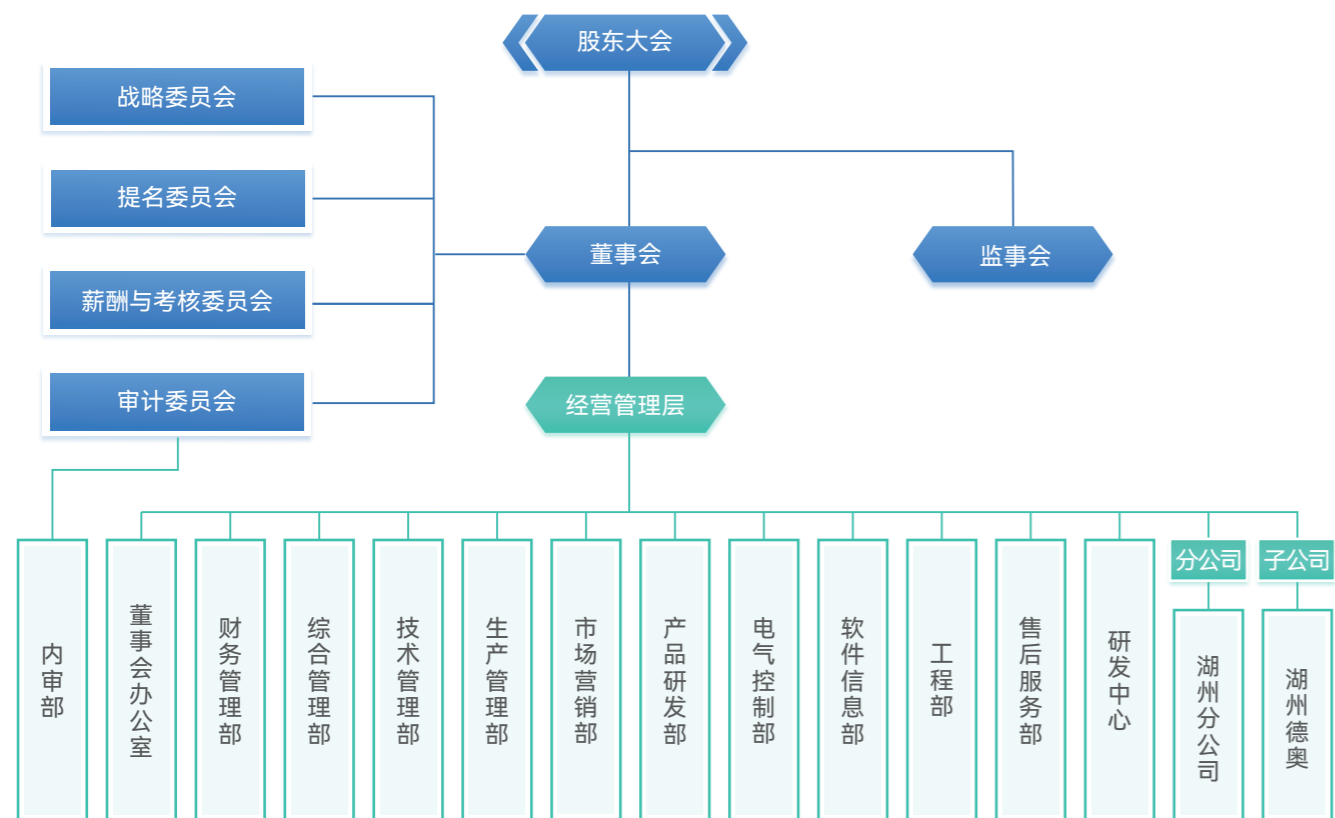 股东大会
战略委员会
提名委员会
董事会
监事会
薪酬与考核委员会
审计委员会
经营管理层
内审部
董事会办公室
财务管理部
综合管理部
技术管理部
生产管理部
市场营销部
产品研发部
电气控制部
软件信息部
工程部
售后服务部
研发中心
分公司
湖州分公司
子公司
湖州德奥